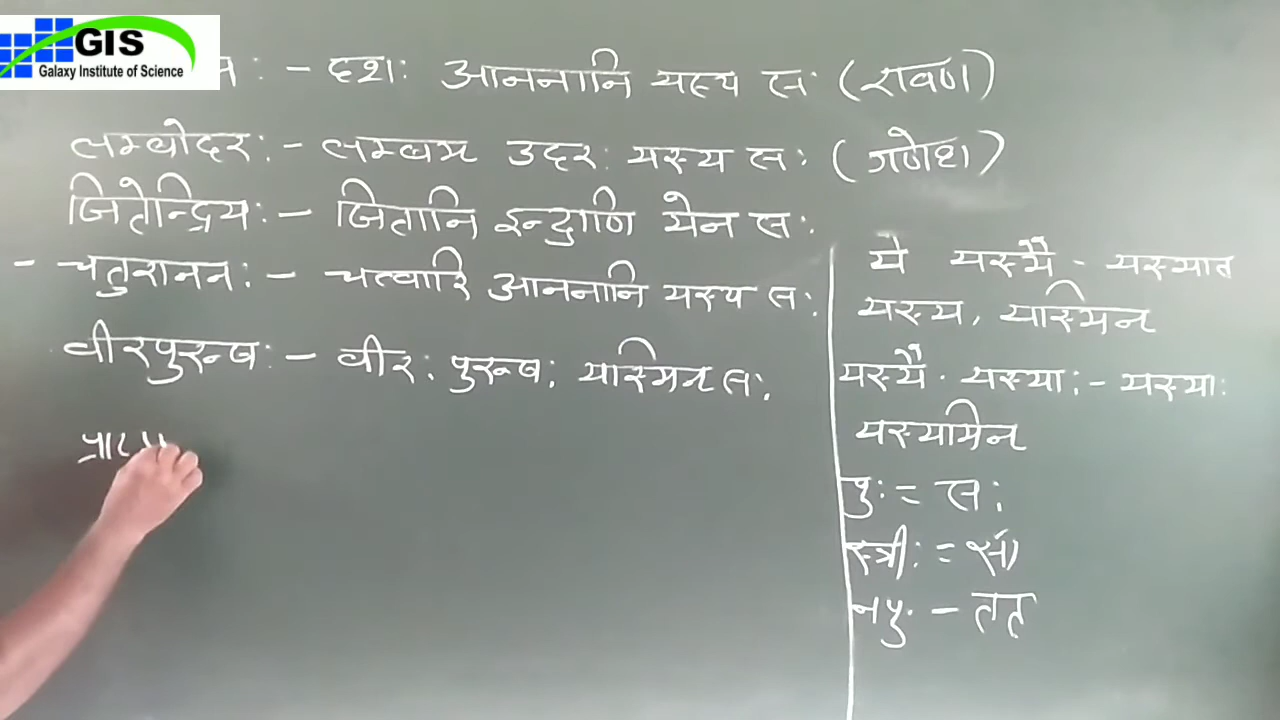 GIS
Galaxy Institute of Science
: - दशः आननानि यस्य सः (रावण)
लम्बोदरः - लम्बम उदरः यस्य सः (गणेश)
जितेन्द्रियः - जितानि इन्द्राणि येन सः
- चतुराननः - चत्वारि आननानि यस्य सः
वीरपुरुषः - वीरः पुरुषः यस्मिन सः
ये यस्मै - यस्मात
यस्य, यस्मिन
यस्यै - यस्याः - यस्याः
यस्यामिन
पुः = सः
स्त्रीः = सा
नपु. - तत्